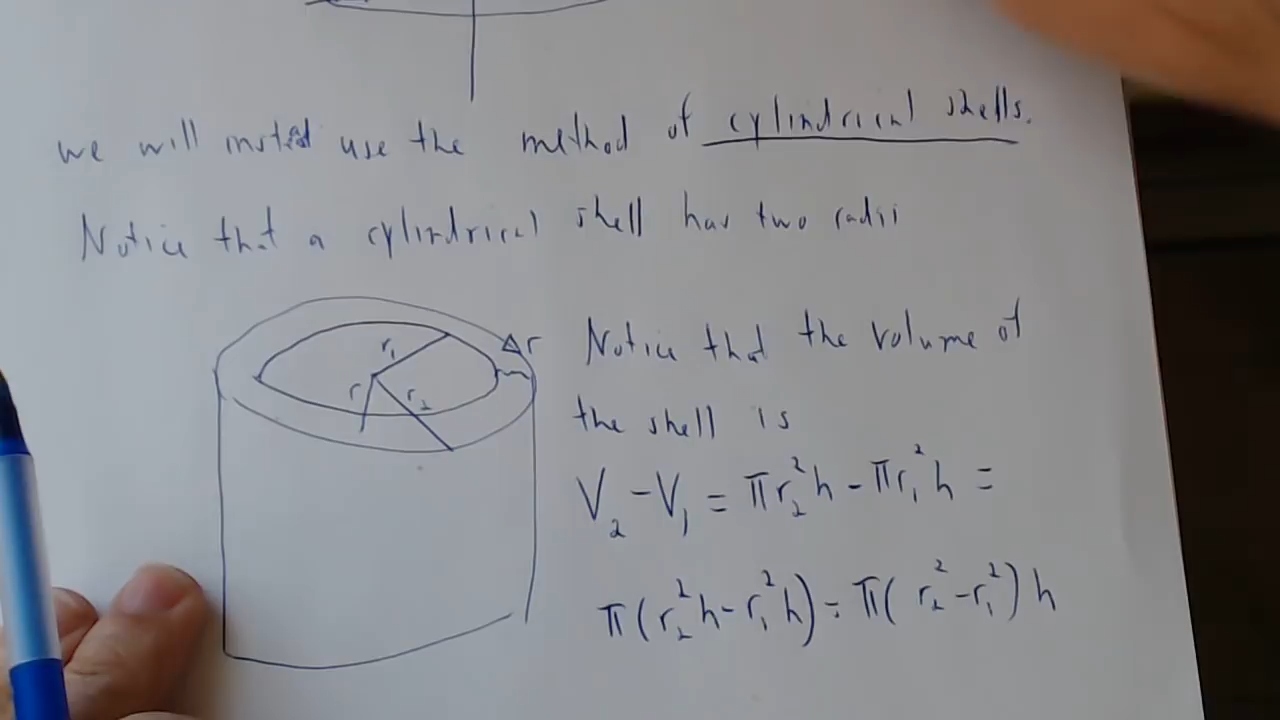 we will instead use the method of cylindrical shells.
Notice that a cylindrical shell has two radii
Δr
r₁
r
r₂
Notice that the volume of
the shell is
V₂ - V₁ = πr₂²h - πr₁²h =
π(r₂²h - r₁²h) = π(r₂² - r₁²)h